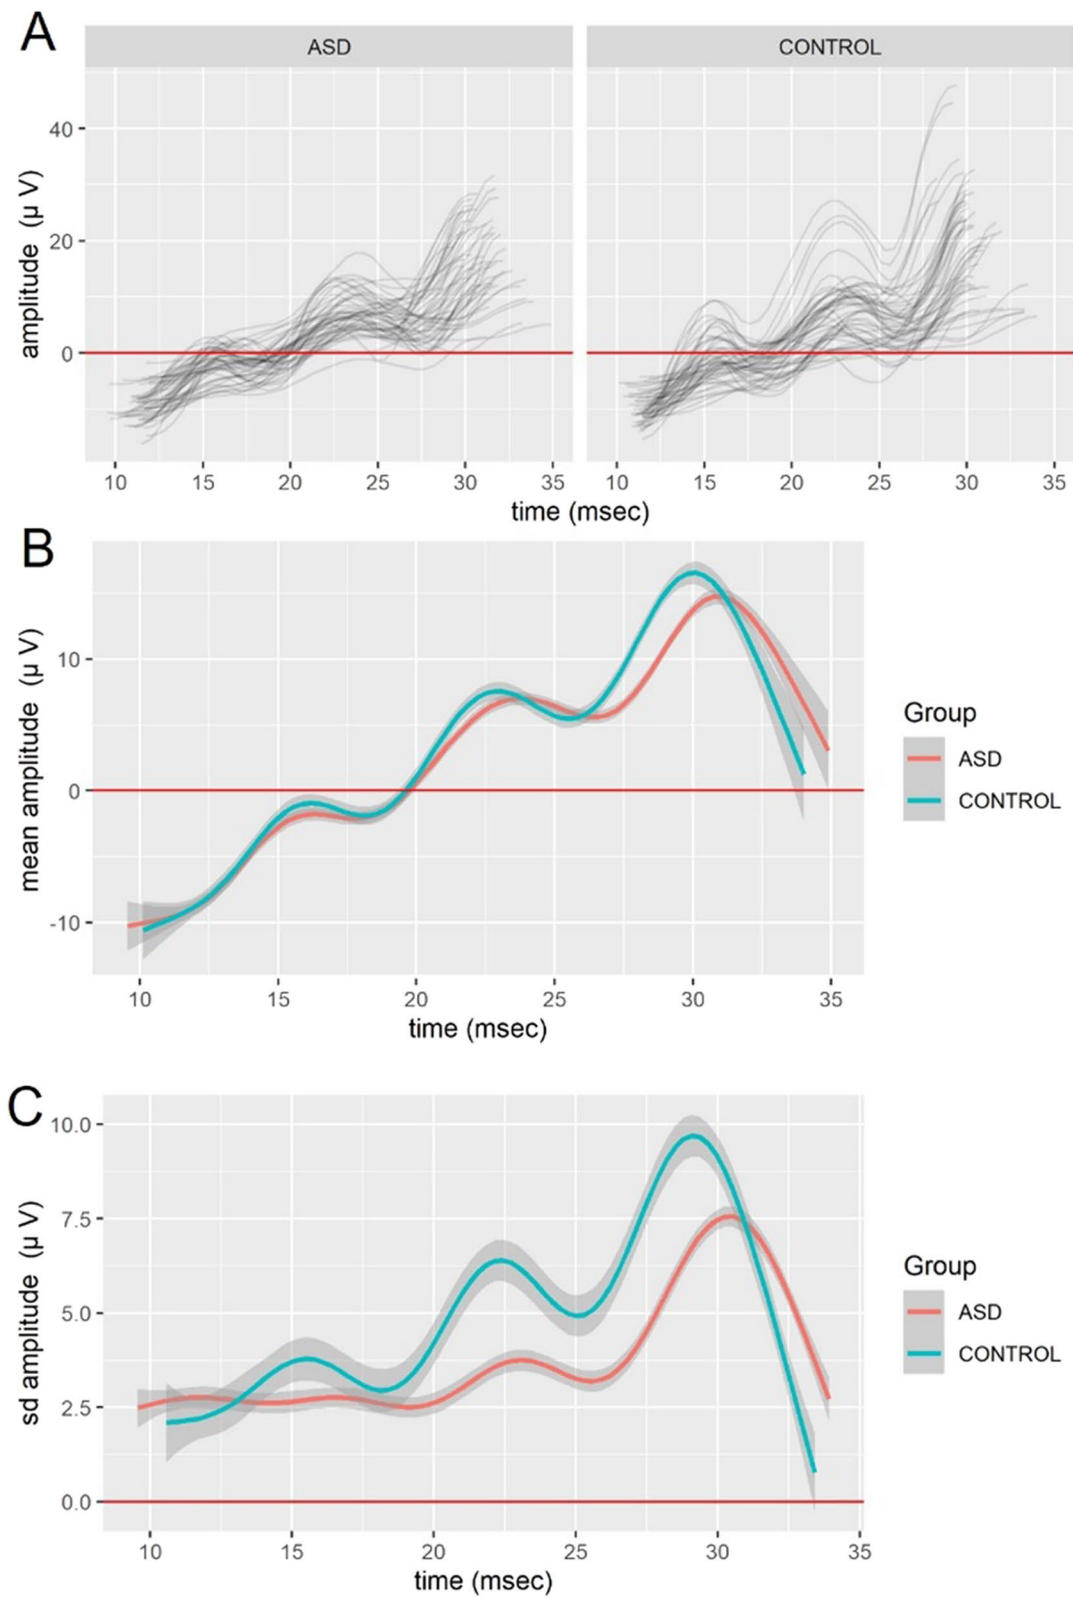 A
ASD CONTROL
amplitude (µ V)
40
20
0
10 15 20 25 30 35 10 15 20 25 30 35
time (msec)
B
mean amplitude (µ V)
10
0
-10
10 15 20 25 30 35
time (msec)
Group
ASD
CONTROL
C
sd amplitude (µ V)
10.0
7.5
5.0
2.5
0.0
10 15 20 25 30 35
time (msec)
Group
ASD
CONTROL